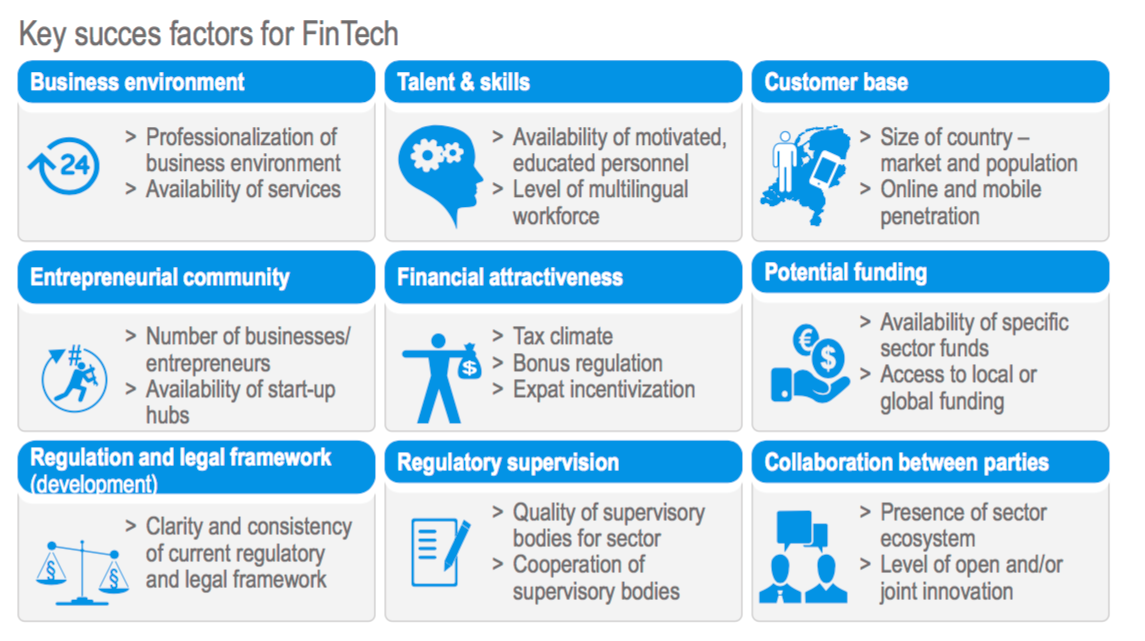 Key succes factors for FinTech
Business environment
24
> Professionalization of
business environment
> Availability of services
Talent & skills
> Availability of motivated,
educated personnel
> Level of multilingual
workforce
Customer base
> Size of country –
market and population
> Online and mobile
penetration
Entrepreneurial community
#
> Number of businesses/
entrepreneurs
> Availability of start-up
hubs
Financial attractiveness
$
> Tax climate
> Bonus regulation
> Expat incentivization
Potential funding
€
$
> Availability of specific
sector funds
> Access to local or
global funding
Regulation and legal framework
(development)
§
§
> Clarity and consistency
of current regulatory
and legal framework
Regulatory supervision
> Quality of supervisory
bodies for sector
> Cooperation of
supervisory bodies
Collaboration between parties
> Presence of sector
ecosystem
> Level of open and/or
joint innovation